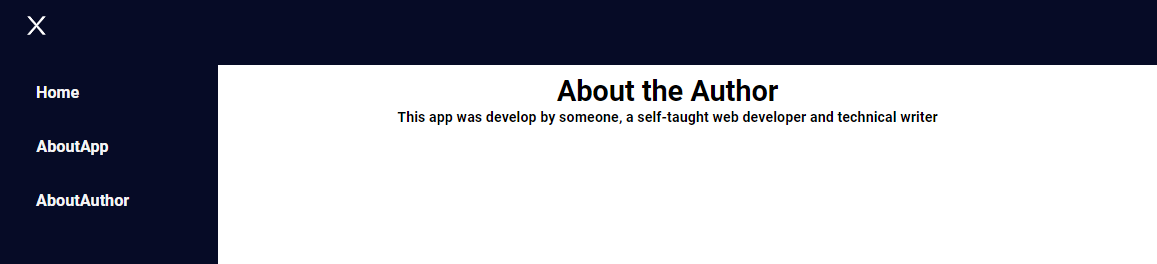 X
Home
AboutApp
AboutAuthor
About the Author
This app was develop by someone, a self-taught web developer and technical writer